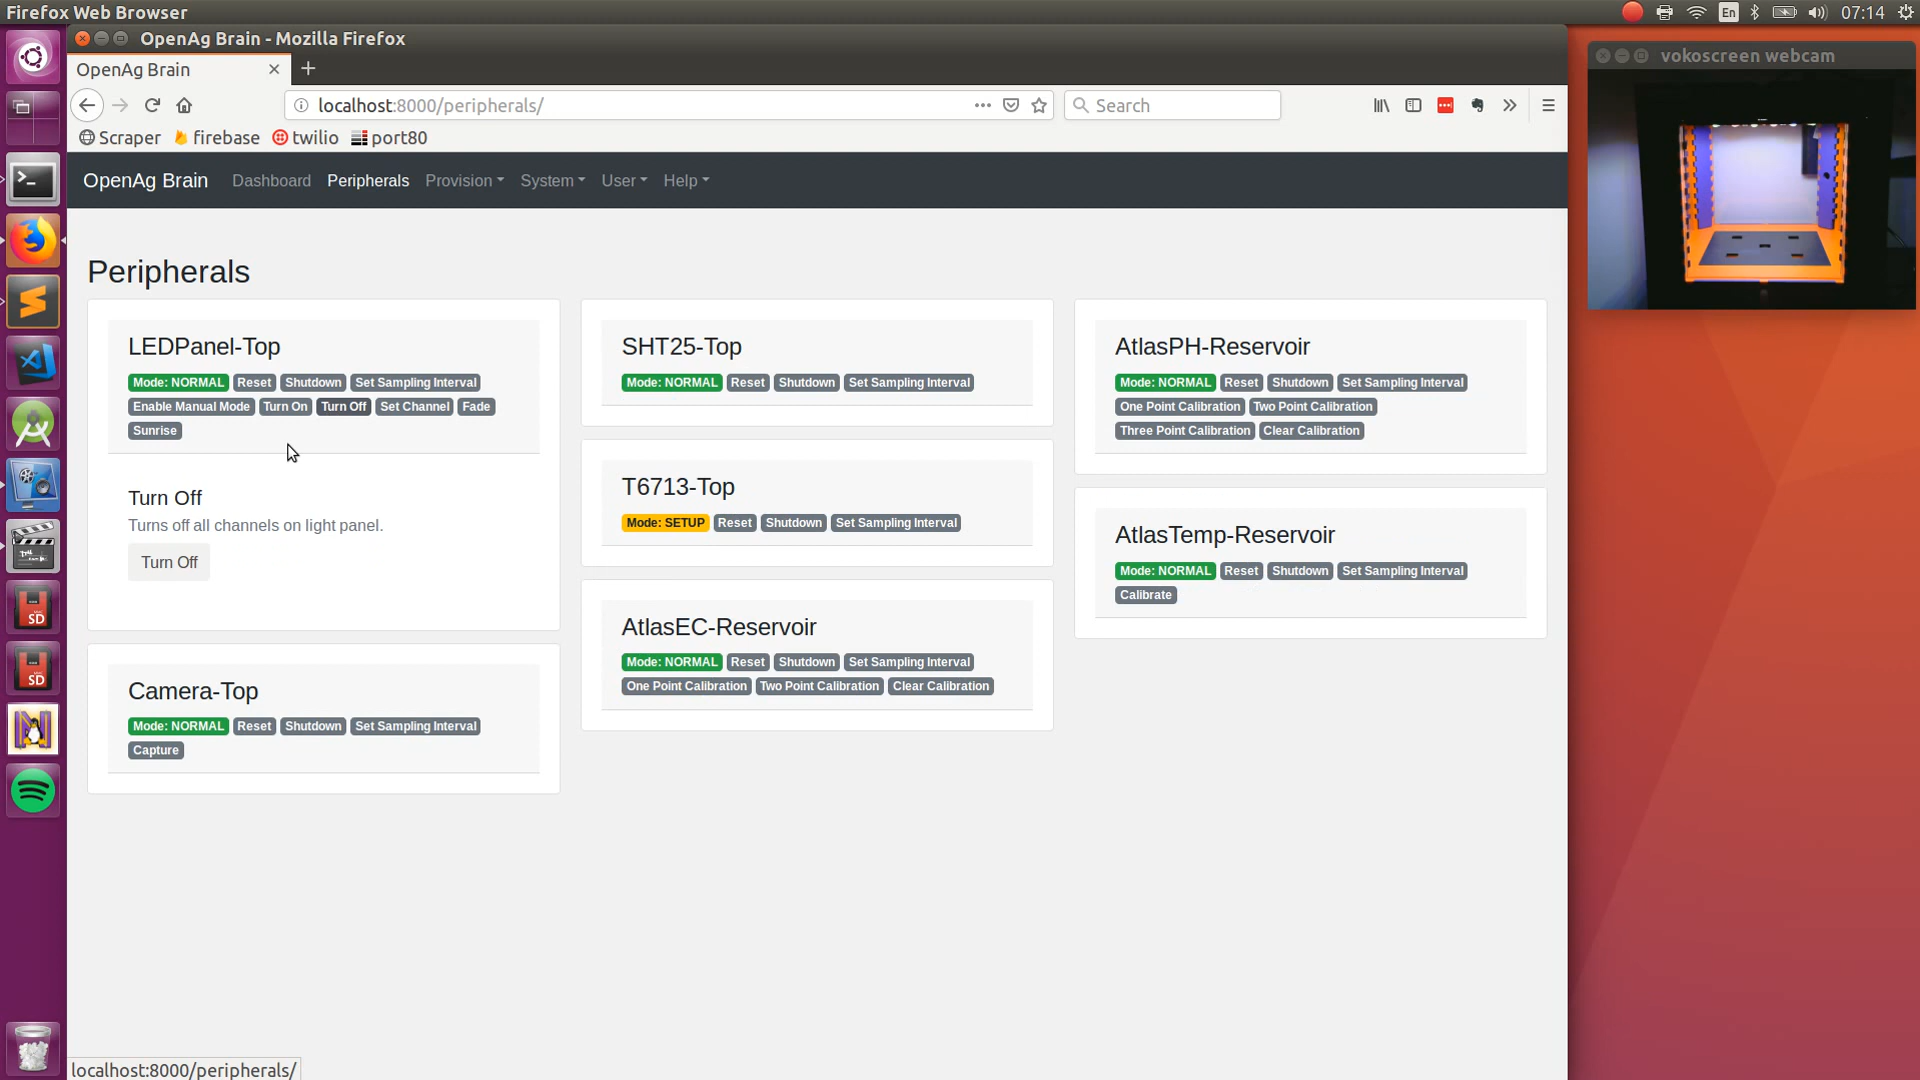 Firefox Web Browser
En
07:14
OpenAg Brain - Mozilla Firefox
OpenAg Brain
localhost:8000/peripherals/
Search
Scraper firebase twilio port80
OpenAg Brain Dashboard Peripherals Provision System User Help
Peripherals
LEDPanel-Top
Mode: NORMAL Reset Shutdown Set Sampling Interval
Enable Manual Mode Turn On Turn Off Set Channel Fade
Sunrise
Turn Off
Turns off all channels on light panel.
Turn Off
Camera-Top
Mode: NORMAL Reset Shutdown Set Sampling Interval
Capture
SHT25-Top
Mode: NORMAL Reset Shutdown Set Sampling Interval
T6713-Top
Mode: SETUP Reset Shutdown Set Sampling Interval
AtlasEC-Reservoir
Mode: NORMAL Reset Shutdown Set Sampling Interval
One Point Calibration Two Point Calibration Clear Calibration
AtlasPH-Reservoir
Mode: NORMAL Reset Shutdown Set Sampling Interval
One Point Calibration Two Point Calibration
Three Point Calibration Clear Calibration
AtlasTemp-Reservoir
Mode: NORMAL Reset Shutdown Set Sampling Interval
Calibrate
vokoscreen webcam
SD
SD
localhost:8000/peripherals/